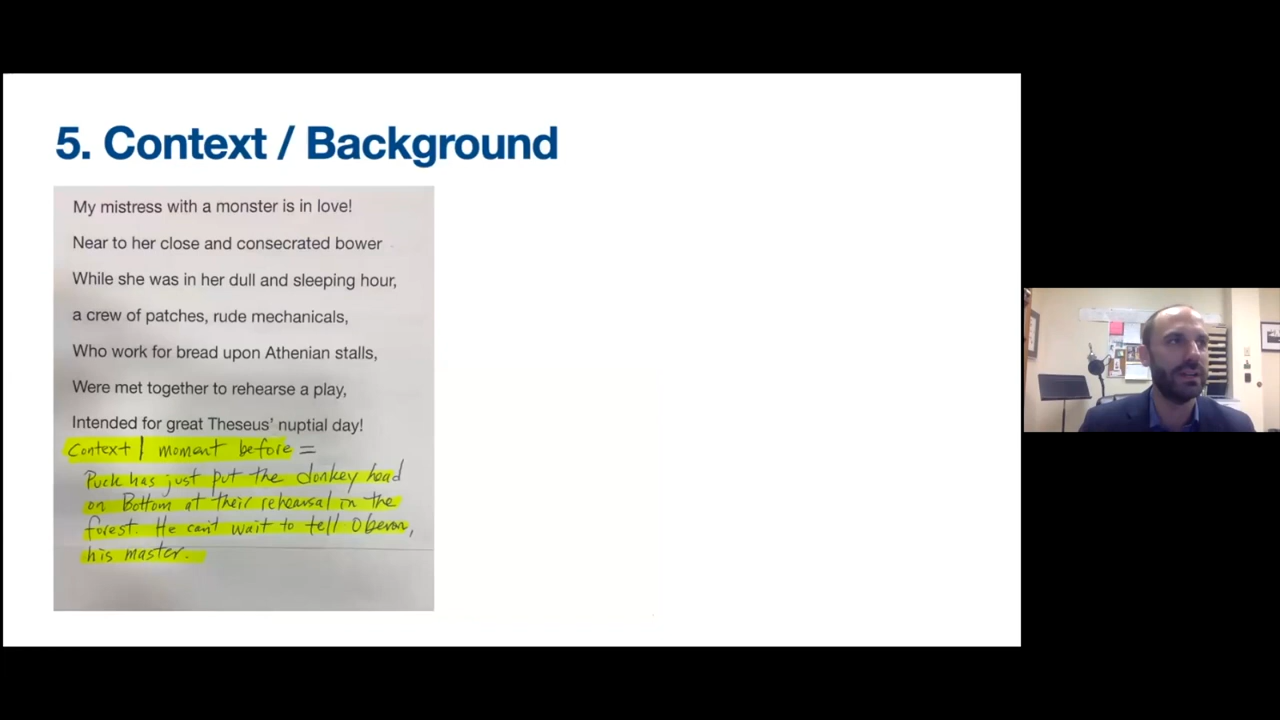 5. Context / Background
My mistress with a monster is in love!
Near to her close and consecrated bower
While she was in her dull and sleeping hour,
a crew of patches, rude mechanicals,
Who work for bread upon Athenian stalls,
Were met together to rehearse a play,
Intended for great Theseus’ nuptial day!
Context / moment before =
Puck has just put the donkey head
on Bottom at their rehearsal in the
forest. He can't wait to tell Oberon,
his master.